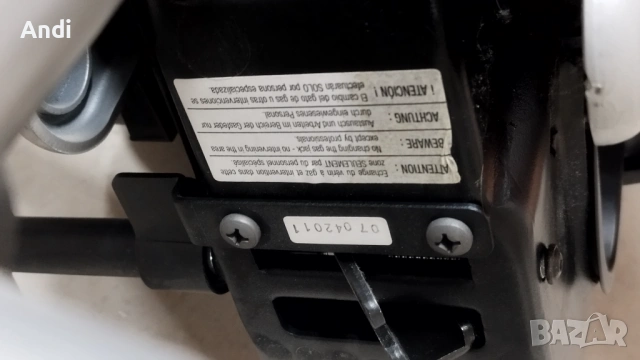 Andi
ATTENTION : Echange du vérin à gaz et intervention dans cette
zone SEULEMENT par du personnel spécialisé.
BEWARE : No changing the gas jack - no intervening in the area
except by professionals.
ACHTUNG : Austausch und Arbeiten im Bereich der Gasfeder nur
durch eingewiesenes Personal.
¡ ATENCIÓN ! El cambio del gato de gas u otras intervenciones se
efectuarán SOLO por persona especializada.
07 042011
BAZAR